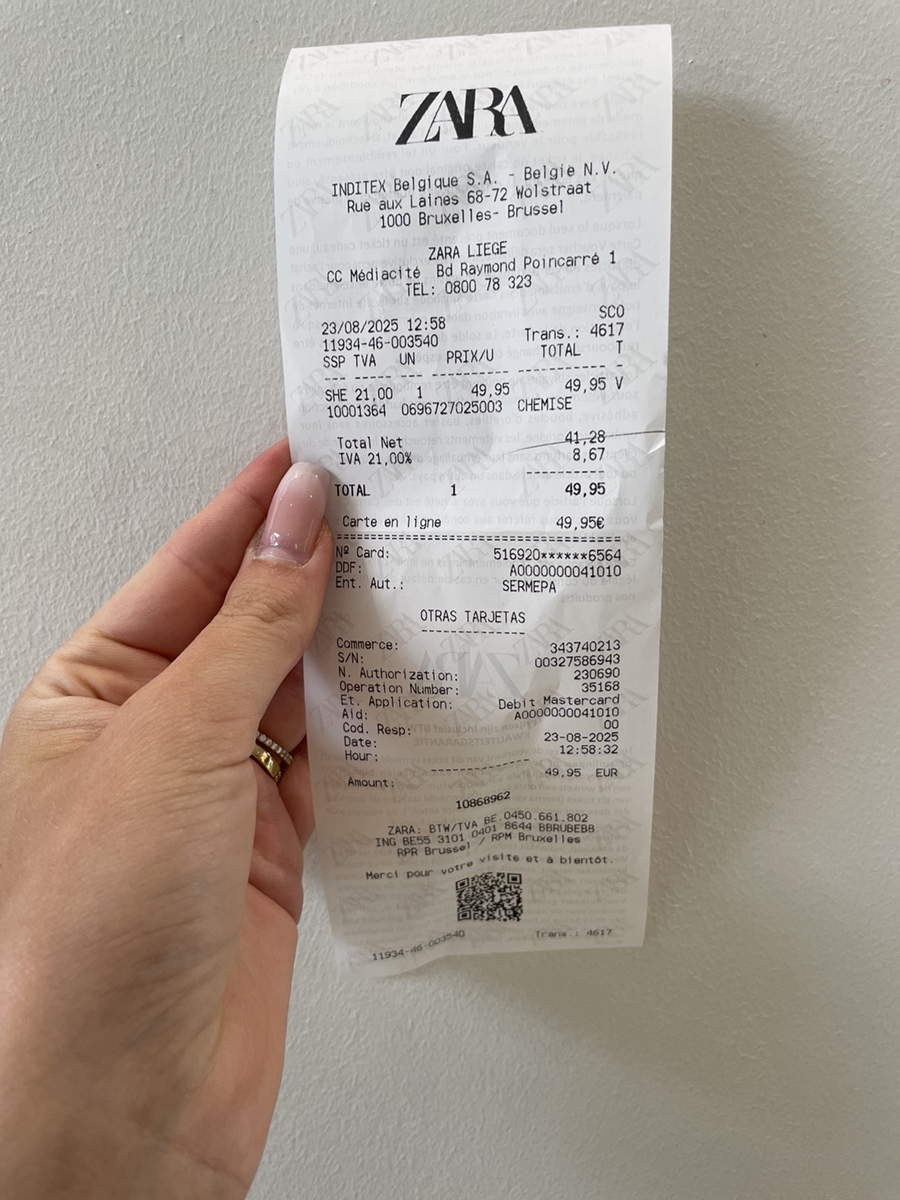 ZARA
INDITEX Belgique S.A. - België N.V.
Rue aux Laines 68-72 Wolstraat
1000 Bruxelles- Brussel
ZARA LIEGE
CC Médiacité Bd Raymond Poincarré 1
TEL: 0800 78 323
SCO
23/08/2025 12:58
11934-46-003540 Trans.: 4617
SSP TVA UN PRIX/U TOTAL T
SHE 21,00 1 49,95 49,95 V
10001364 0696727025003 CHEMISE
Total Net 41,28
IVA 21,00% 8,67
TOTAL 1 49,95
Carte en ligne 49,95€
Nº Card: 516920******6564
DDF: A0000000041010
Ent. Aut.: SERMEPA
OTRAS TARJETAS
Commerce: 343740213
S/N: 00327586943
N. Authorization: 230690
Operation Number: 35168
Et. Application: Debit Mastercard
Aid: A0000000041010
Cod. Resp: 00
Date: 23-08-2025
Hour: 12:58:32
Amount: 49,95 EUR
10868962
ZARA: BTW/TVA BE.0450.661.802
ING BE55 3101 0401 8644 BBRUBEBB
RPR Brussel / RPM Bruxelles
Merci pour votre visite et à bientôt.
11934-46-003540 Trans.: 4617